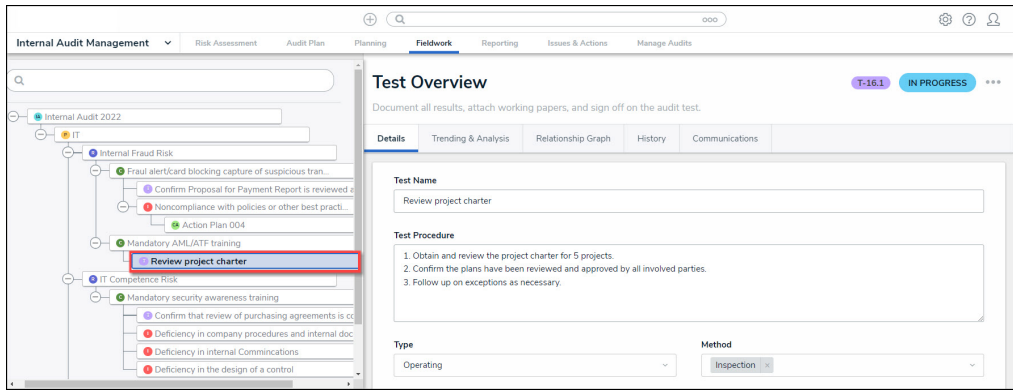 ooo
Internal Audit Management
Risk Assessment
Audit Plan
Planning
Fieldwork
Reporting
Issues & Actions
Manage Audits
IA Internal Audit 2022
IT
R Internal Fraud Risk
C Fraul alert/card blocking capture of suspicious tran...
T Confirm Proposal for Payment Report is reviewed a
! Noncompliance with policies or other best practi...
CA Action Plan 004
C Mandatory AML/ATF training
T Review project charter
R IT Competence Risk
C Mandatory security awareness training
T Confirm that review of purchasing agreements is co
! Deficiency in company procedures and internal doc
! Deficiency in internal Commincations
! Deficiency in the design of a control
Test Overview
T-16.1
IN PROGRESS
Document all results, attach working papers, and sign off on the audit test.
Details
Trending & Analysis
Relationship Graph
History
Communications
Test Name
Review project charter
Test Procedure
1. Obtain and review the project charter for 5 projects.
2. Confirm the plans have been reviewed and approved by all involved parties.
3. Follow up on exceptions as necessary.
Type
Operating
Method
Inspection ×